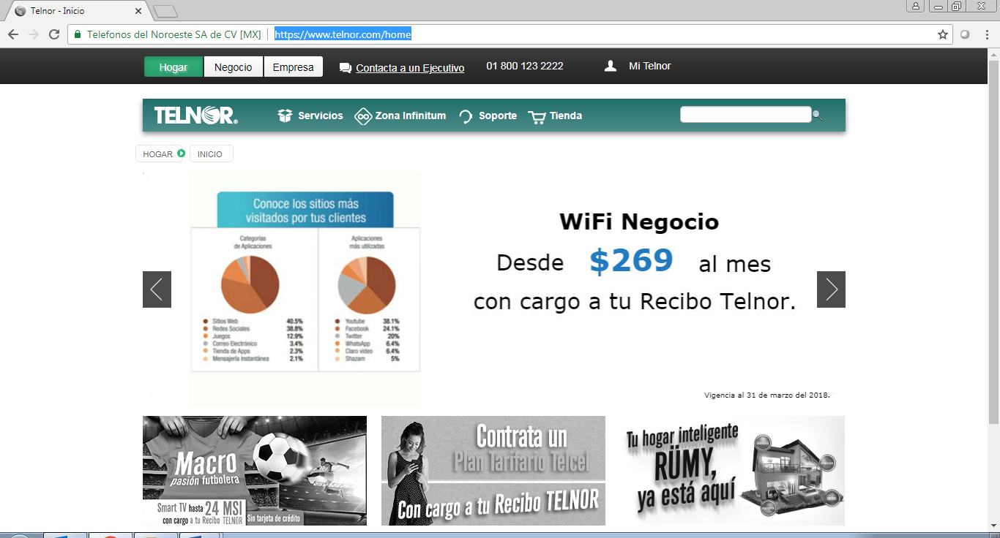 Telnor - Inicio
Telefonos del Noroeste SA de CV [MX] https://www.telnor.com/home
Hogar Negocio Empresa Contacta a un Ejecutivo 01 800 123 2222 Mi Telnor
TELNOR® Servicios Zona Infinitum Soporte Tienda
HOGAR INICIO
Conoce los sitios más
visitados por tus clientes
Categorías
de Aplicaciones
Sitios Web 40.5%
Redes Sociales 38.8%
Juegos 12.9%
Correo Electrónico 3.4%
Tienda de Apps 2.3%
Mensajería Instantánea 2.1%
Aplicaciones
más utilizadas
Youtube 38.1%
Facebook 24.1%
Twitter 20%
WhatsApp 6.4%
Claro video 6.4%
Shazam 5%
WiFi Negocio
Desde $269 al mes
con cargo a tu Recibo Telnor.
Vigencia al 31 de marzo del 2018.
Macro
pasión futbolera
Smart TV hasta 24 MSI
con cargo a tu Recibo TELNOR
Sin tarjeta de crédito
Contrata un
Plan Tarifario Telcel
Con cargo a tu Recibo TELNOR
Tu hogar inteligente
RÜMY,
ya está aquí